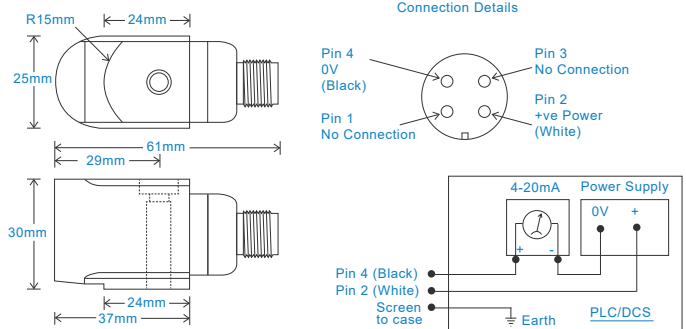 Connection Details
R15mm
24mm
25mm
61mm
29mm
Pin 4
0V
(Black)
Pin 1
No Connection
Pin 3
No Connection
Pin 2
+ve Power
(White)
30mm
24mm
37mm
4-20mA
Power Supply
0V
+
+
-
Pin 4 (Black)
Pin 2 (White)
Screen
to case
Earth
PLC/DCS